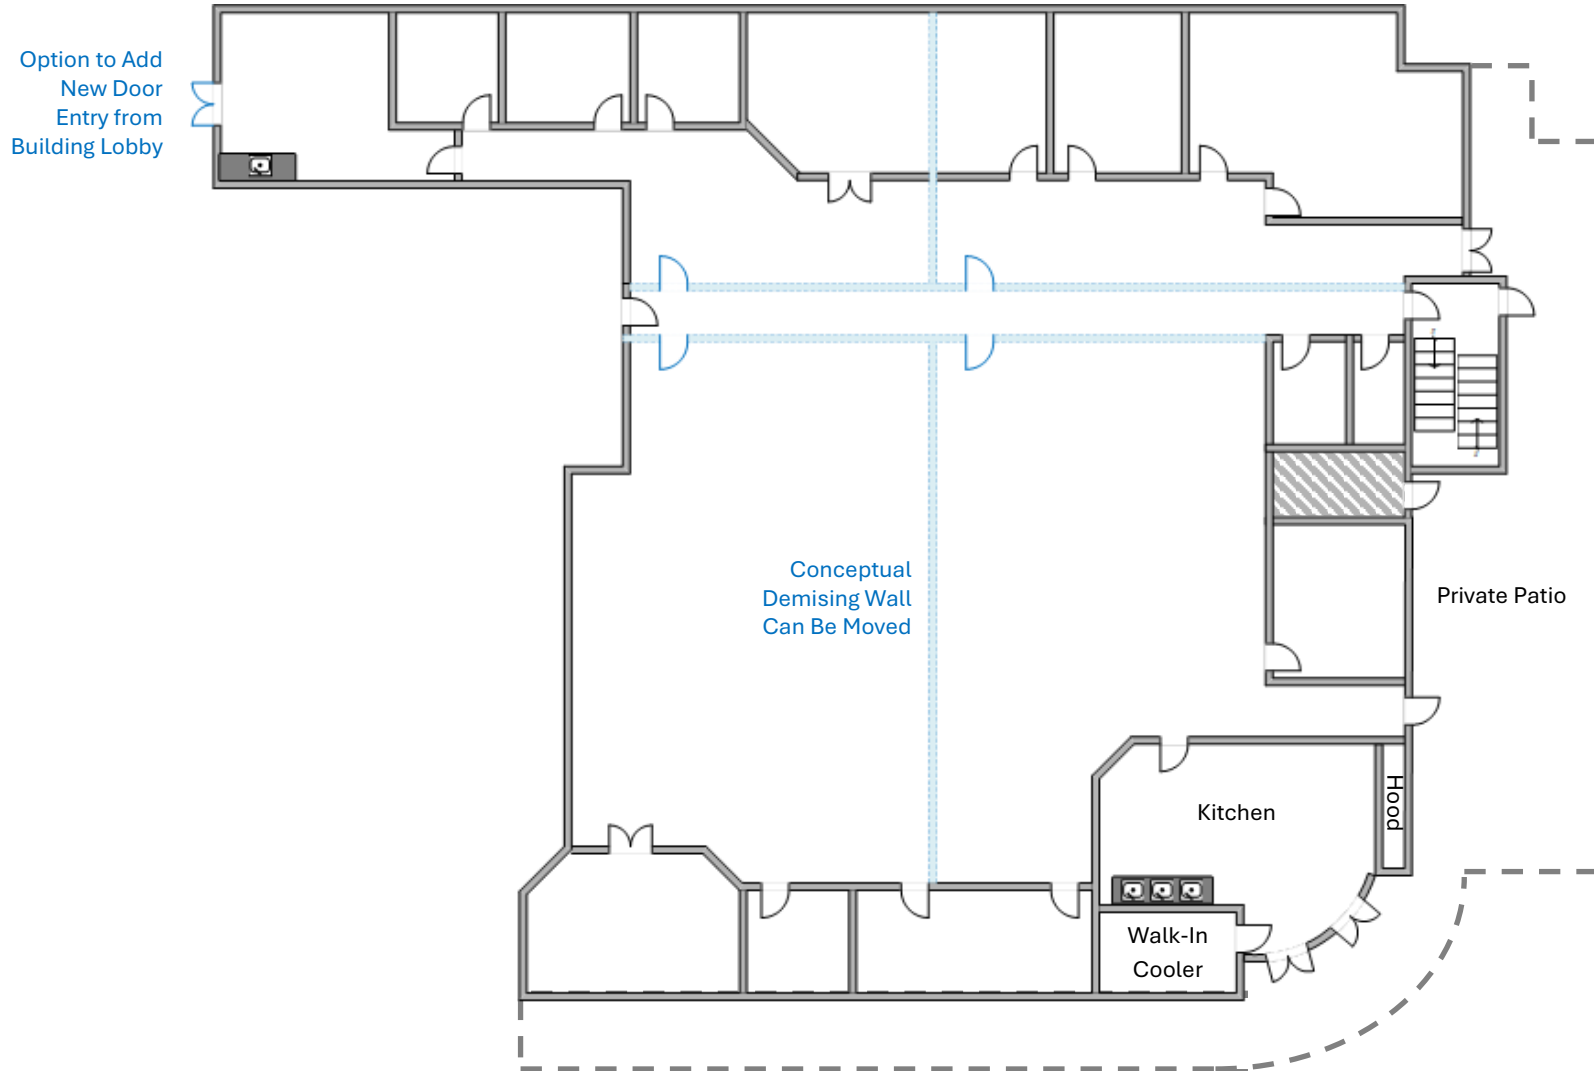 Option to Add
New Door
Entry from
Building Lobby
Conceptual
Demising Wall
Can Be Moved
Private Patio
Kitchen
Hood
Walk-In
Cooler